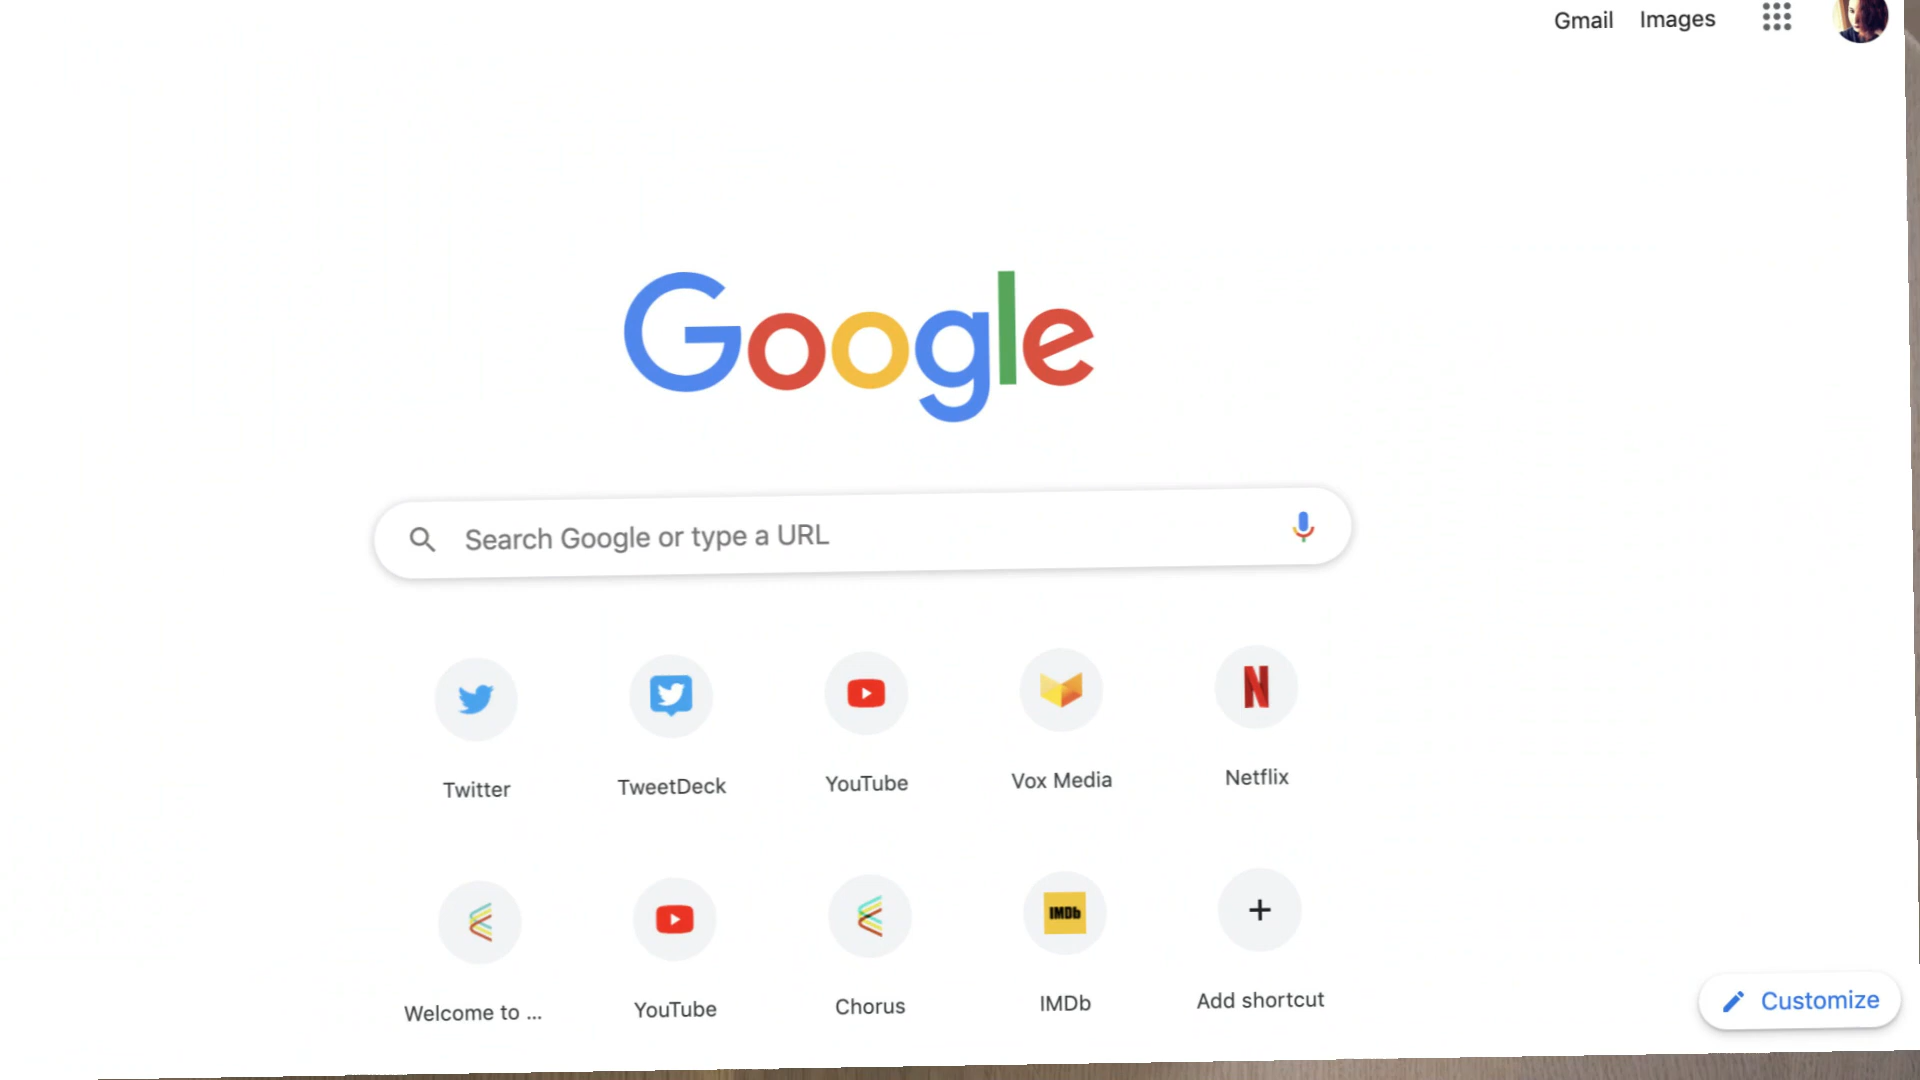 Gmail Images
Google
Search Google or type a URL
Twitter TweetDeck YouTube Vox Media Netflix
IMDb
Welcome to ... YouTube Chorus IMDb Add shortcut
Customize